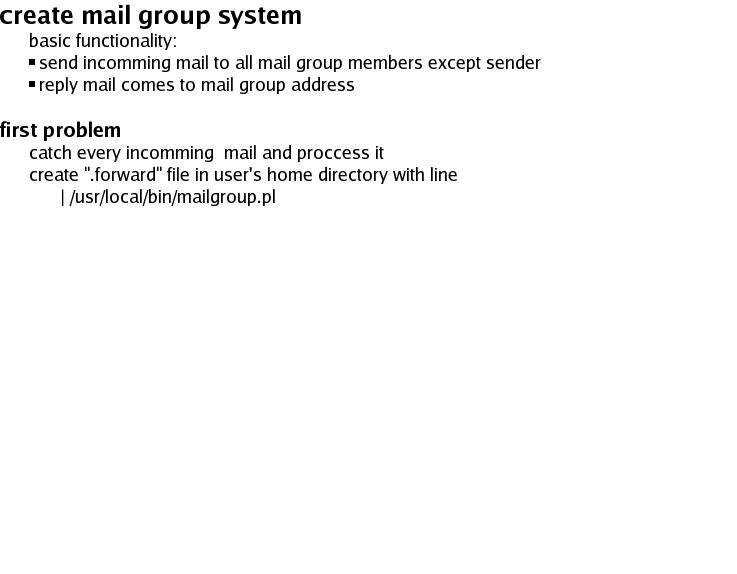 create mail group system
basic functionality:
▪ send incomming mail to all mail group members except sender
▪ reply mail comes to mail group address
first problem
catch every incomming mail and proccess it
create ".forward" file in user's home directory with line
| /usr/local/bin/mailgroup.pl